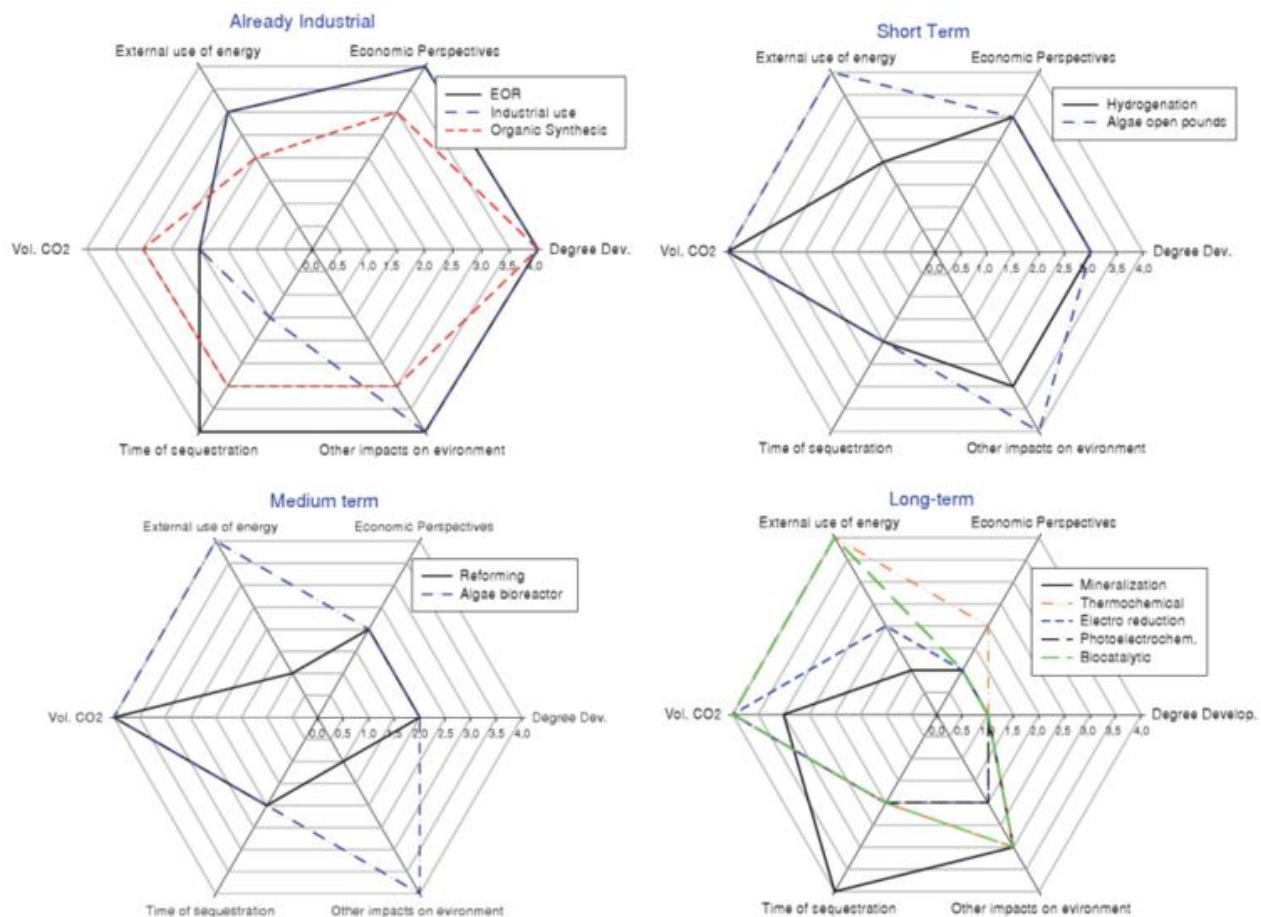 Already Industrial
External use of energy
Economic Perspectives
EOR
Industrial use
Organic Synthesis
Vol. CO2
Degree Dev.
0,0 0,5 1,0 1,5 2,0 2,5 3,0 3,5 4,0
Time of sequestration
Other impacts on evironment
Short Term
External use of energy
Economic Perspectives
Hydrogenation
Algae open pounds
Vol. CO2
Degree Dev.
0,0 0,5 1,0 1,5 2,0 2,5 3,0 3,5 4,0
Time of sequestration
Other impacts on evironment
Medium term
External use of energy
Economic Perspectives
Reforming
Algae bioreactor
Vol. CO2
Degree Dev.
0,0 0,5 1,0 1,5 2,0 2,5 3,0 3,5 4,0
Time of sequestration
Other impacts on evironment
Long-term
External use of energy
Economic Perspectives
Mineralization
Thermochemical
Electro reduction
Photoelectrochem.
Biocatalytic
Vol. CO2
Degree Develop.
0,0 0,5 1,0 1,5 2,0 2,5 3,0 3,5 4,0
Time of sequestration
Other impacts on evironment